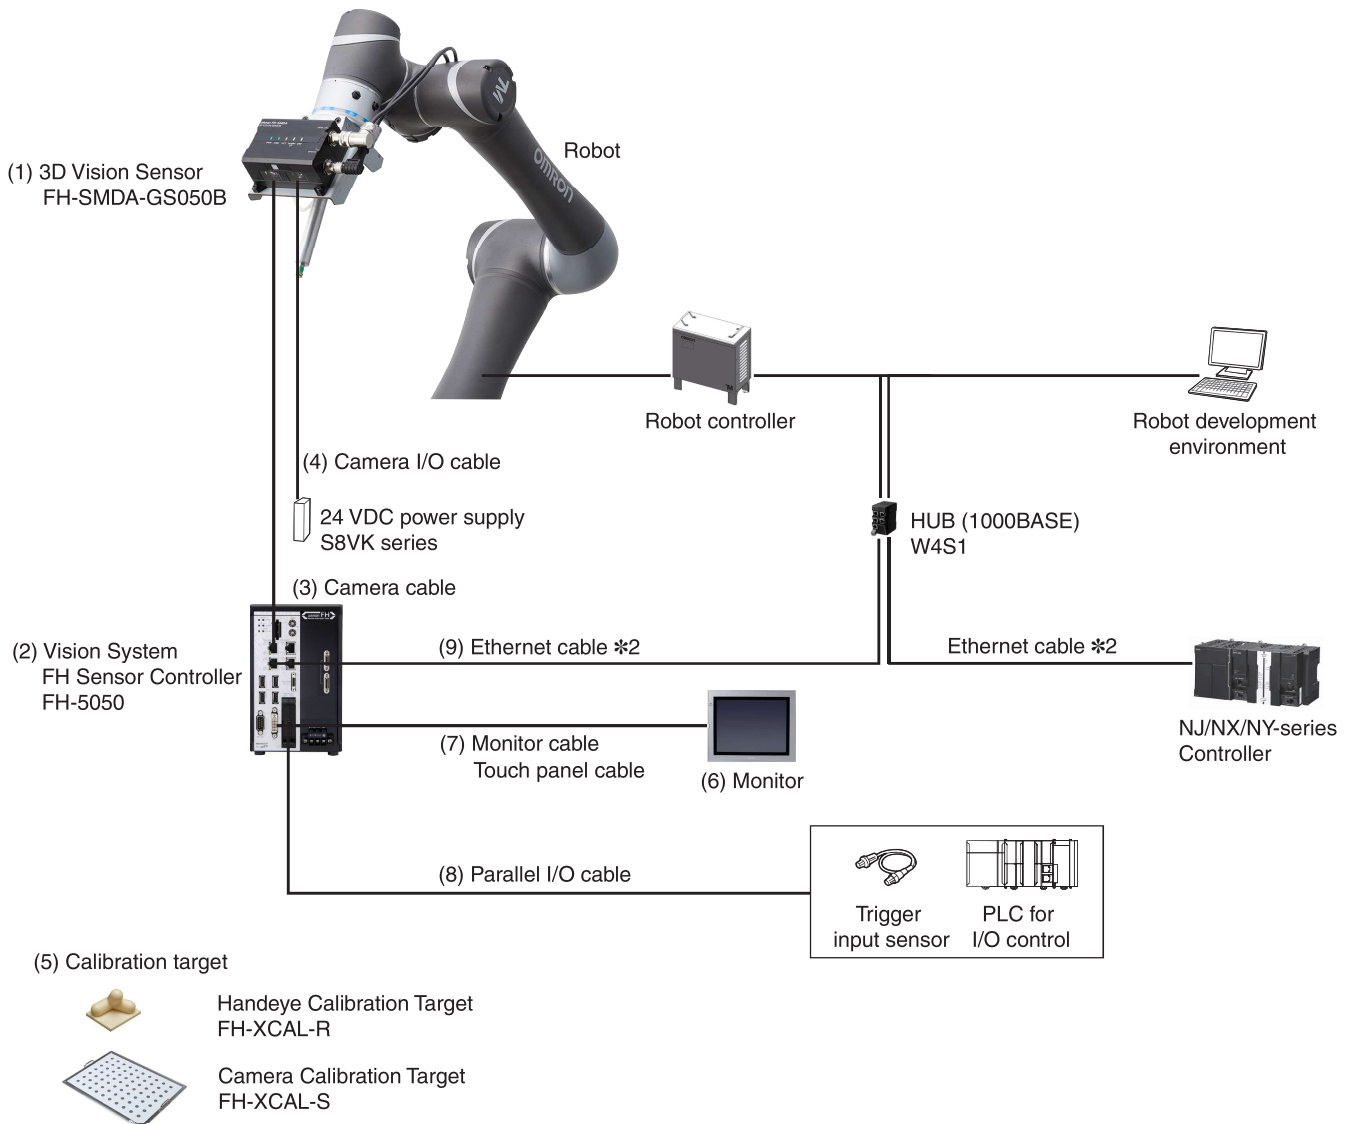 (1) 3D Vision Sensor
FH-SMDA-GS050B
OMRON
TM
Robot
Robot controller
Robot development
environment
(4) Camera I/O cable
24 VDC power supply
S8VK series
HUB (1000BASE)
W4S1
(3) Camera cable
FH
(2) Vision System
FH Sensor Controller
FH-5050
(9) Ethernet cable ✻2
Ethernet cable ✻2
NJ/NX/NY-series
Controller
(7) Monitor cable
Touch panel cable
(6) Monitor
(8) Parallel I/O cable
Trigger
input sensor
PLC for
I/O control
(5) Calibration target
Handeye Calibration Target
FH-XCAL-R
Camera Calibration Target
FH-XCAL-S